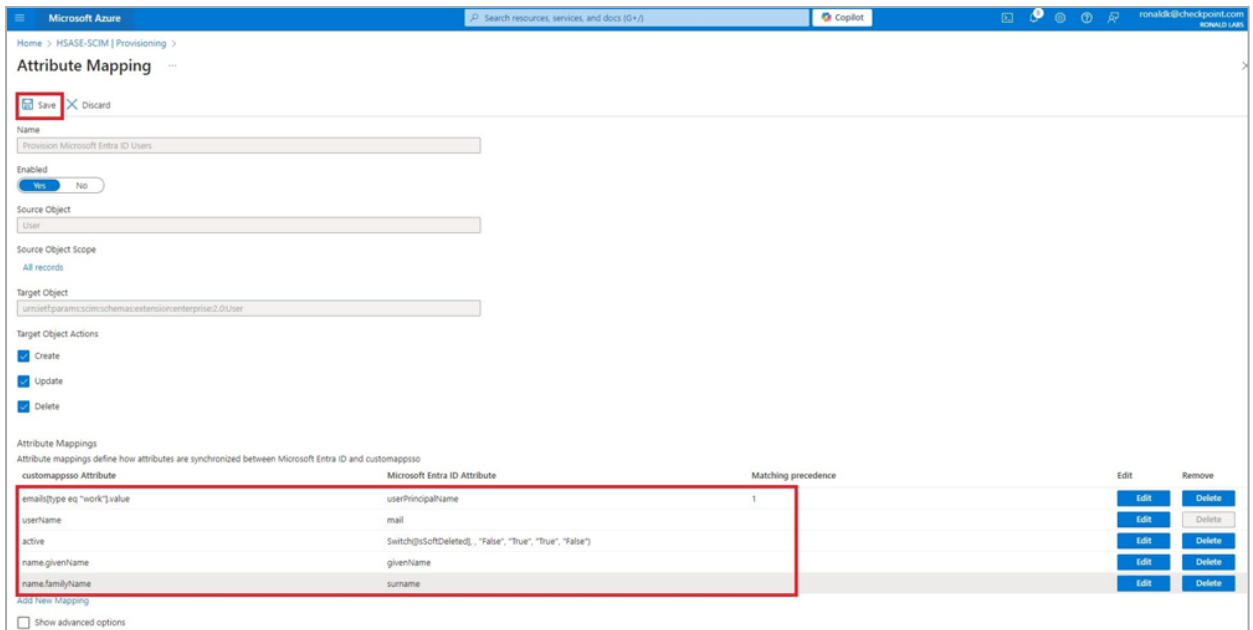 Microsoft Azure
Search resources, services, and docs (G+/)
Copilot
ronaldk@checkpoint.com
RONALD LABS
Home > HSASE-SCIM | Provisioning >
Attribute Mapping ...
Save Discard
Name
Provision Microsoft Entra ID Users
Enabled
Yes No
Source Object
User
Source Object Scope
All records
Target Object
urn:ietf:params:scim:schemas:extension:enterprise:2.0:User
Target Object Actions
Create
Update
Delete
Attribute Mappings
Attribute mappings define how attributes are synchronized between Microsoft Entra ID and customappsso
customappsso Attribute Microsoft Entra ID Attribute Matching precedence Edit Remove
emails[type eq "work"].value userPrincipalName 1 Edit Delete
userName mail Edit Delete
active Switch([IsSoftDeleted], , "False", "True", "True", "False") Edit Delete
name.givenName givenName Edit Delete
name.familyName surname Edit Delete
Add New Mapping
Show advanced options